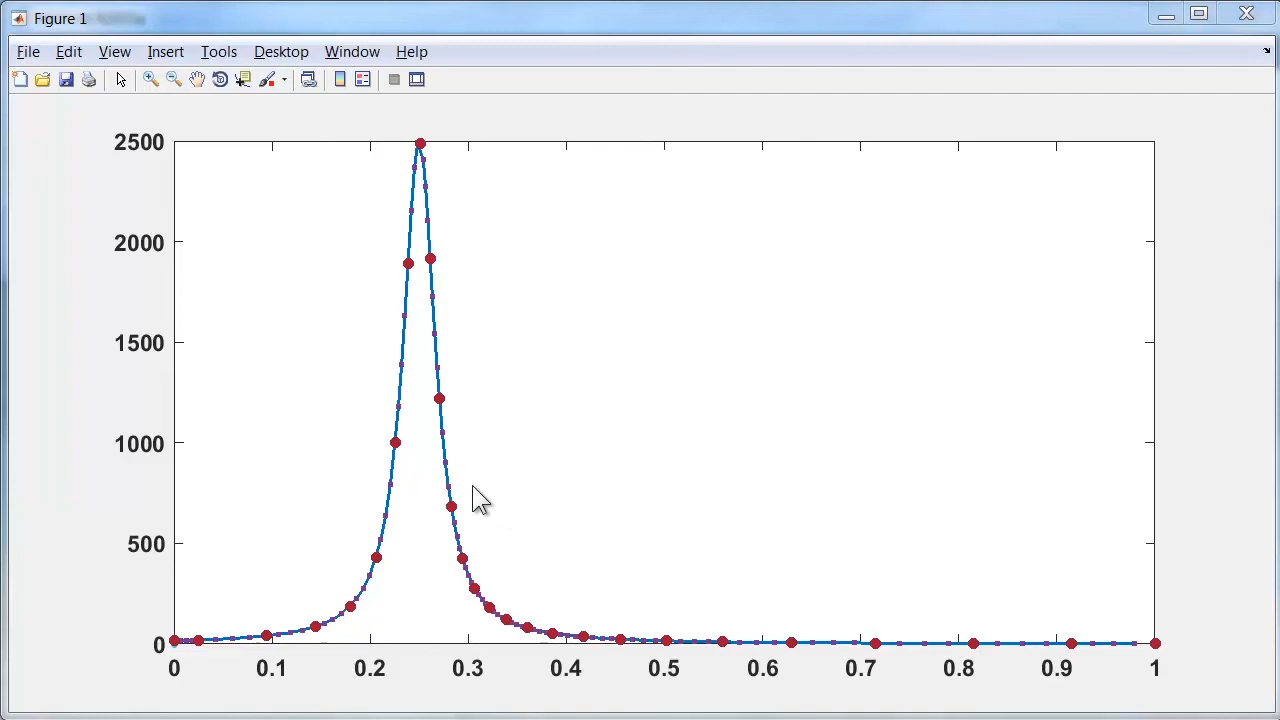 Figure 1
File Edit View Insert Tools Desktop Window Help
2500
2000
1500
1000
500
0
0 0.1 0.2 0.3 0.4 0.5 0.6 0.7 0.8 0.9 1